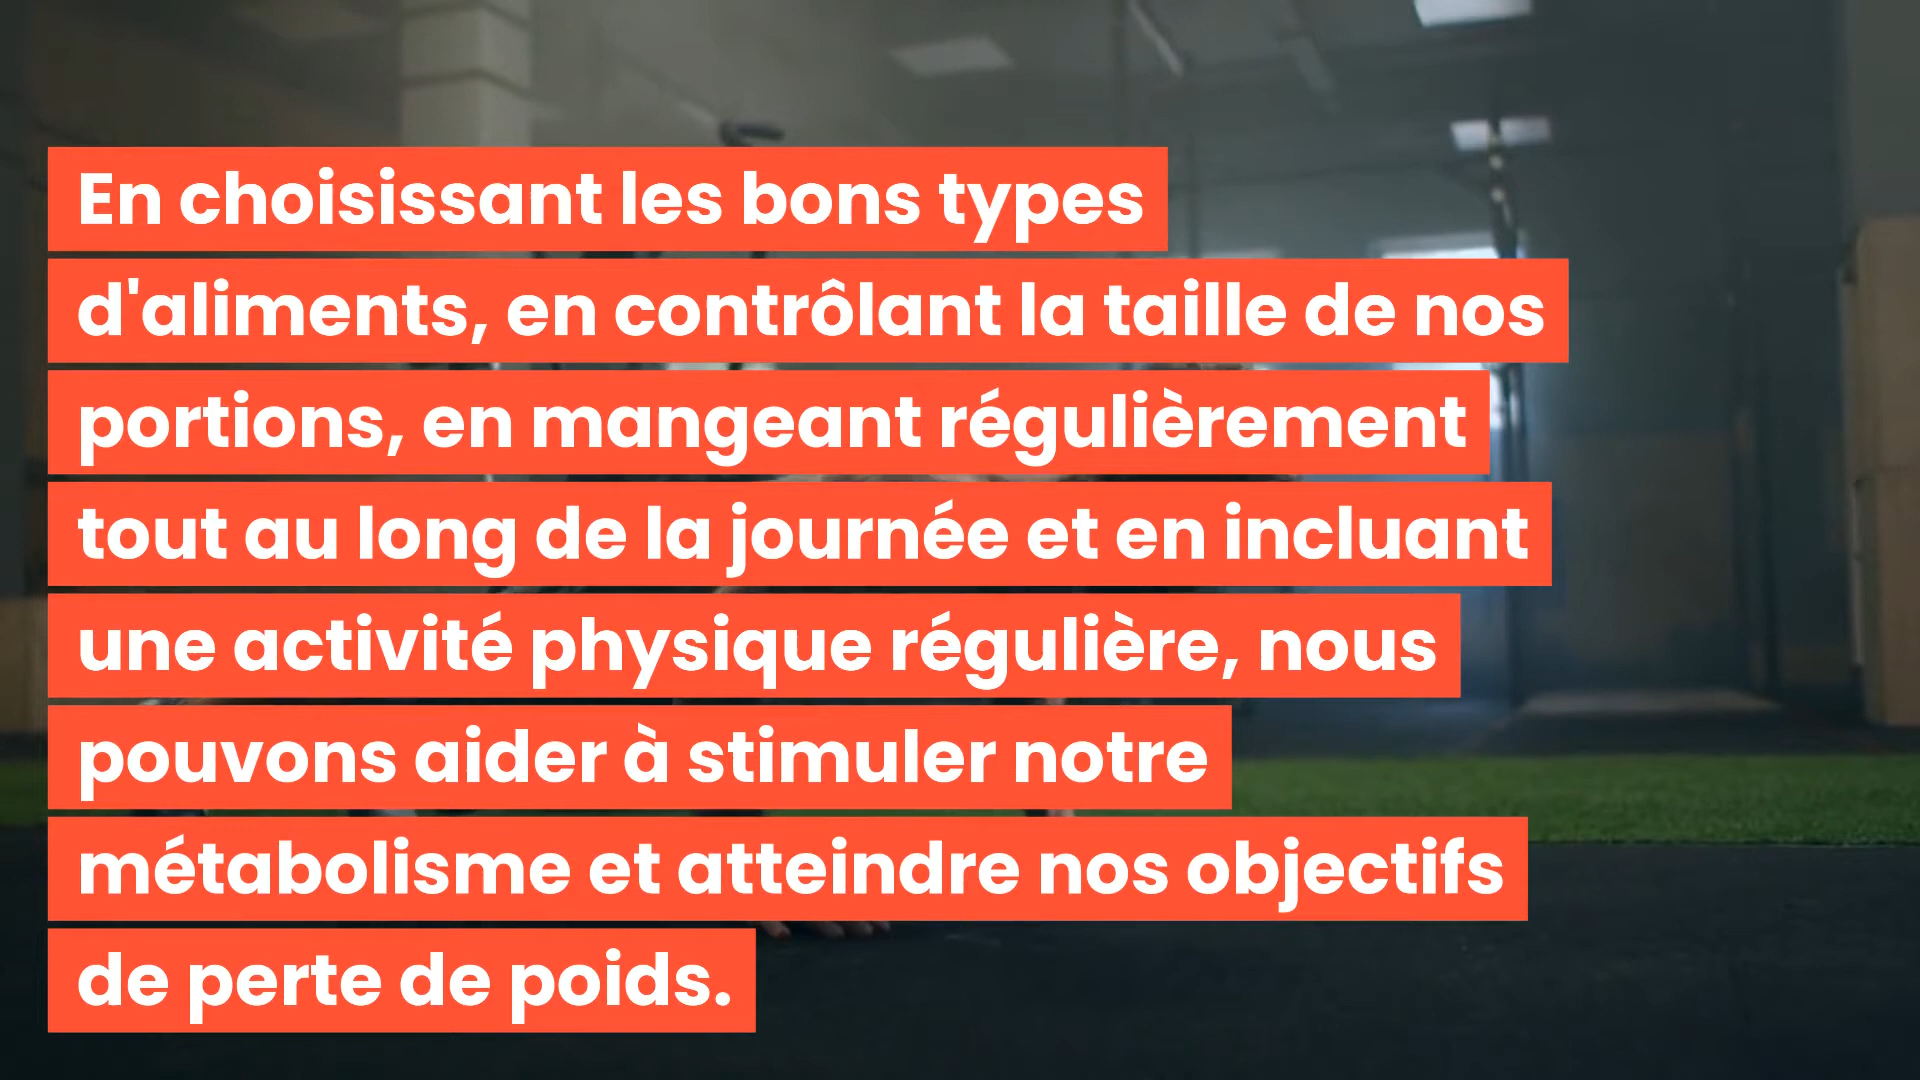 En choisissant les bons types
d'aliments, en contrôlant la taille de nos
portions, en mangeant régulièrement
tout au long de la journée et en incluant
une activité physique régulière, nous
pouvons aider à stimuler notre
métabolisme et atteindre nos objectifs
de perte de poids.